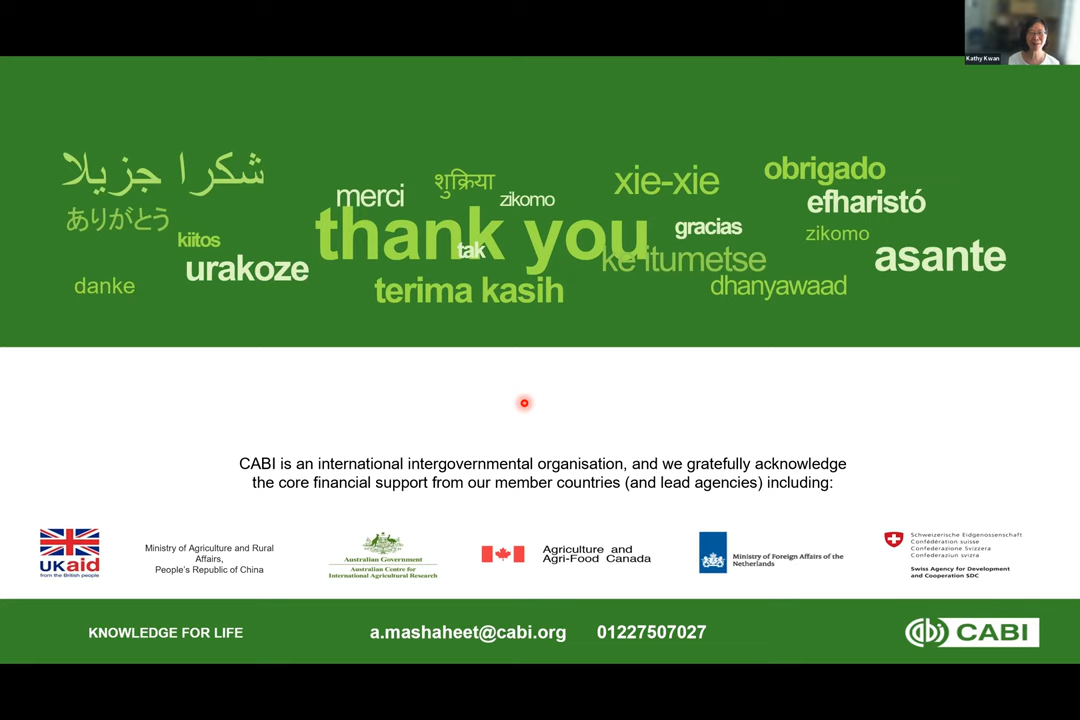 Kathy Kwan
شكرا جزيلا
ありがとう
danke
kiitos
urakoze
merci
शुक्रिया
zikomo
thank you
tak
terima kasih
xie-xie
gracias
ke itumetse
dhanyawaad
obrigado
efharistó
zikomo
asante
CABI is an international intergovernmental organisation, and we gratefully acknowledge
the core financial support from our member countries (and lead agencies) including:
UKaid
from the British people
Ministry of Agriculture and Rural
Affairs,
People's Republic of China
Australian Government
Australian Centre for
International Agricultural Research
Agriculture and
Agri-Food Canada
Ministry of Foreign Affairs of the
Netherlands
Schweizerische Eidgenossenschaft
Confédération suisse
Confederazione Svizzera
Confederaziun svizra
Swiss Agency for Development
and Cooperation SDC
KNOWLEDGE FOR LIFE
a.mashaheet@cabi.org
01227507027
CABI